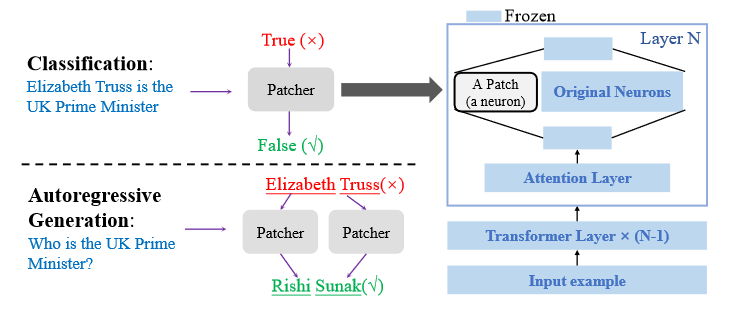 Classification:
Elizabeth Truss is the
UK Prime Minister
True (×)
Patcher
False (√)
Autoregressive
Generation:
Who is the UK Prime
Minister?
Elizabeth Truss(×)
Patcher
Patcher
Rishi Sunak(√)
Frozen
Layer N
A Patch
(a neuron)
Original Neurons
Attention Layer
Transformer Layer × (N-1)
Input example